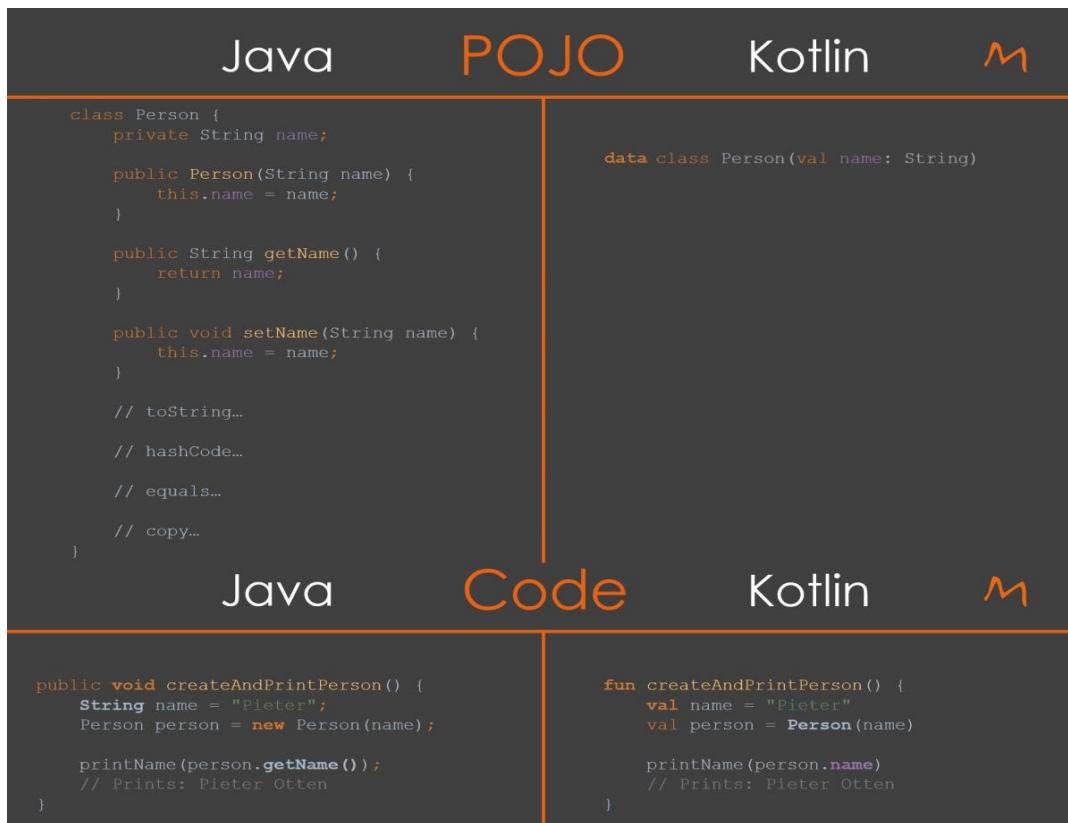 Java POJO Kotlin
class Person {
    private String name;
    public Person(String name) {
        this.name = name;
    }
    public String getName() {
        return name;
    }
    public void setName(String name) {
        this.name = name;
    }
    // toString…
    // hashCode…
    // equals…
    // copy…
}
data class Person(val name: String)
Java Code Kotlin
public void createAndPrintPerson() {
    String name = "Pieter";
    Person person = new Person(name);
    printName(person.getName());
    // Prints: Pieter Otten
}
fun createAndPrintPerson() {
    val name = "Pieter"
    val person = Person(name)
    printName(person.name)
    // Prints: Pieter Otten
}